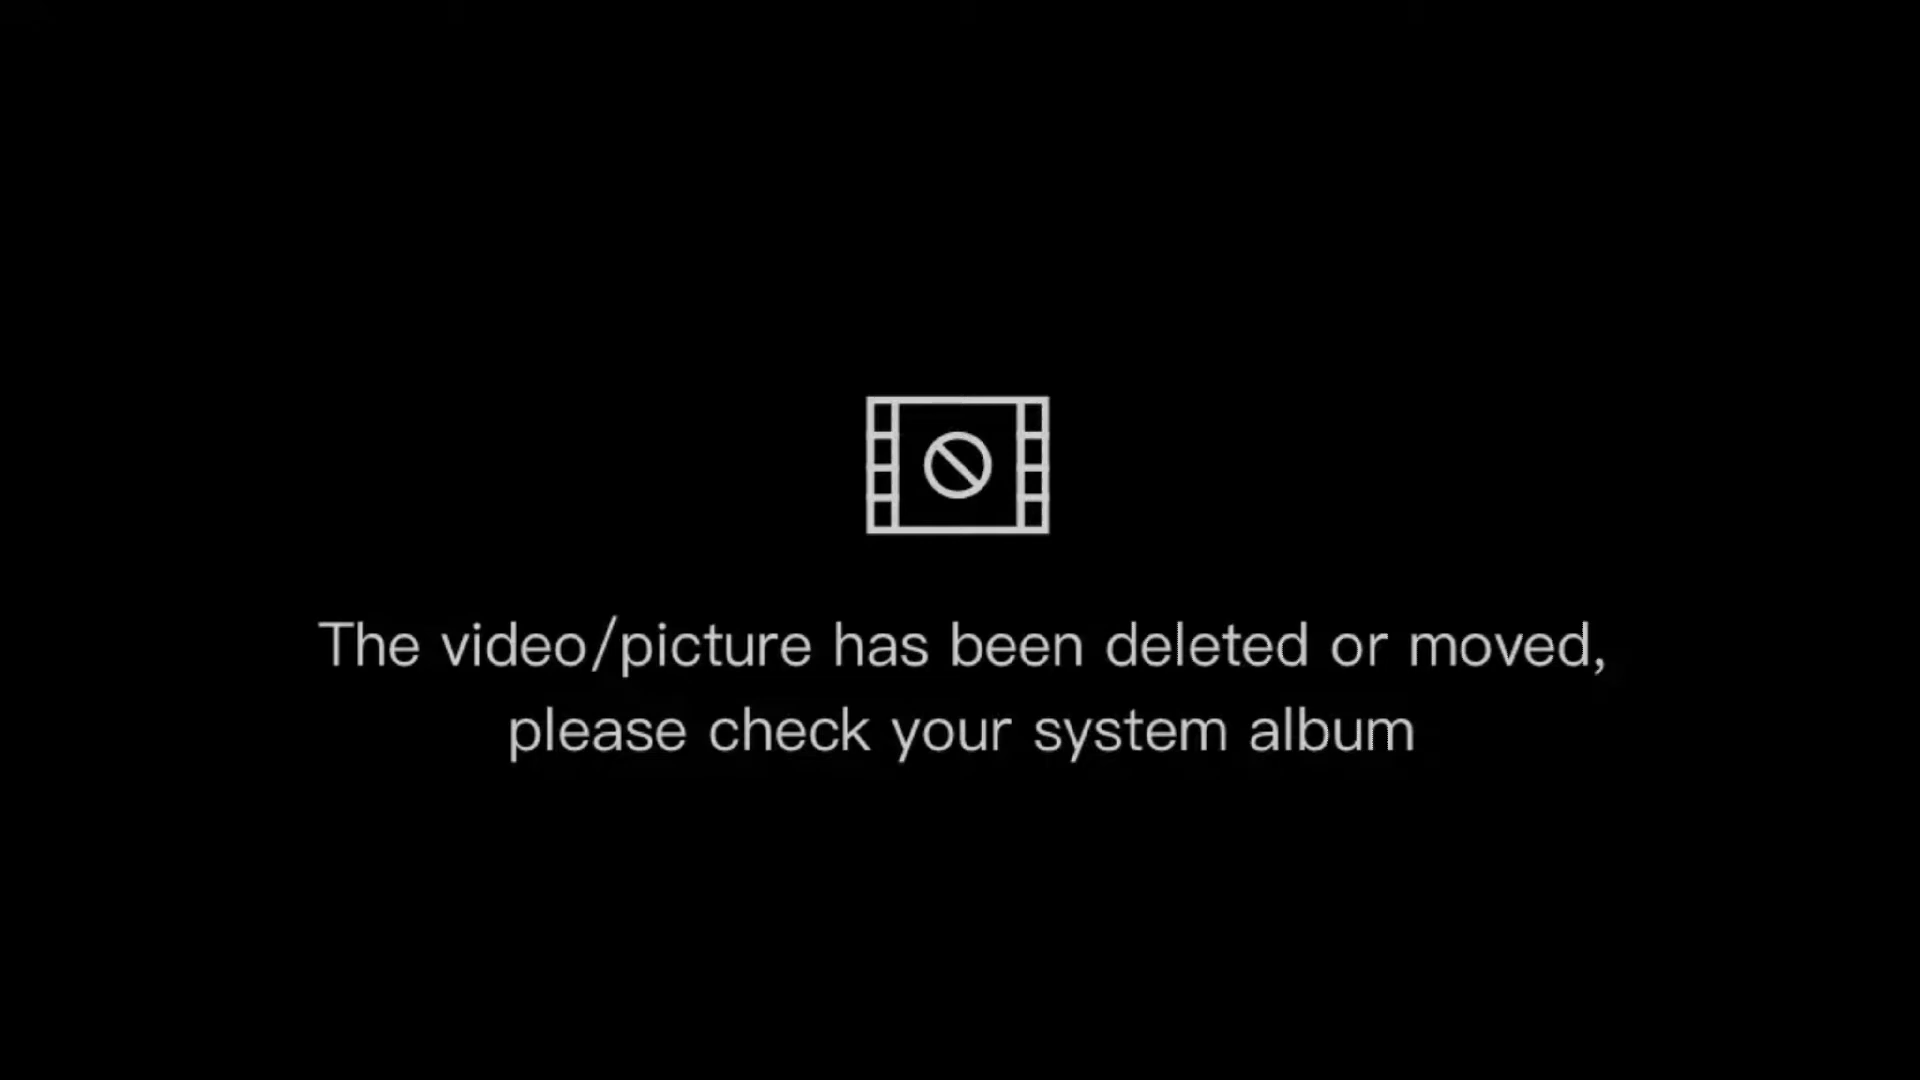 The video/picture has been deleted or moved,
please check your system album